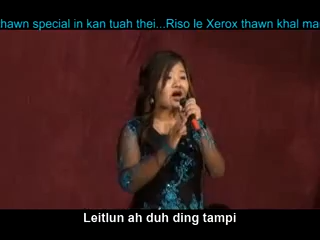 thawn special in kan tuah thei...Riso le Xerox thawn khal ma
Leitlun ah duh ding tampi